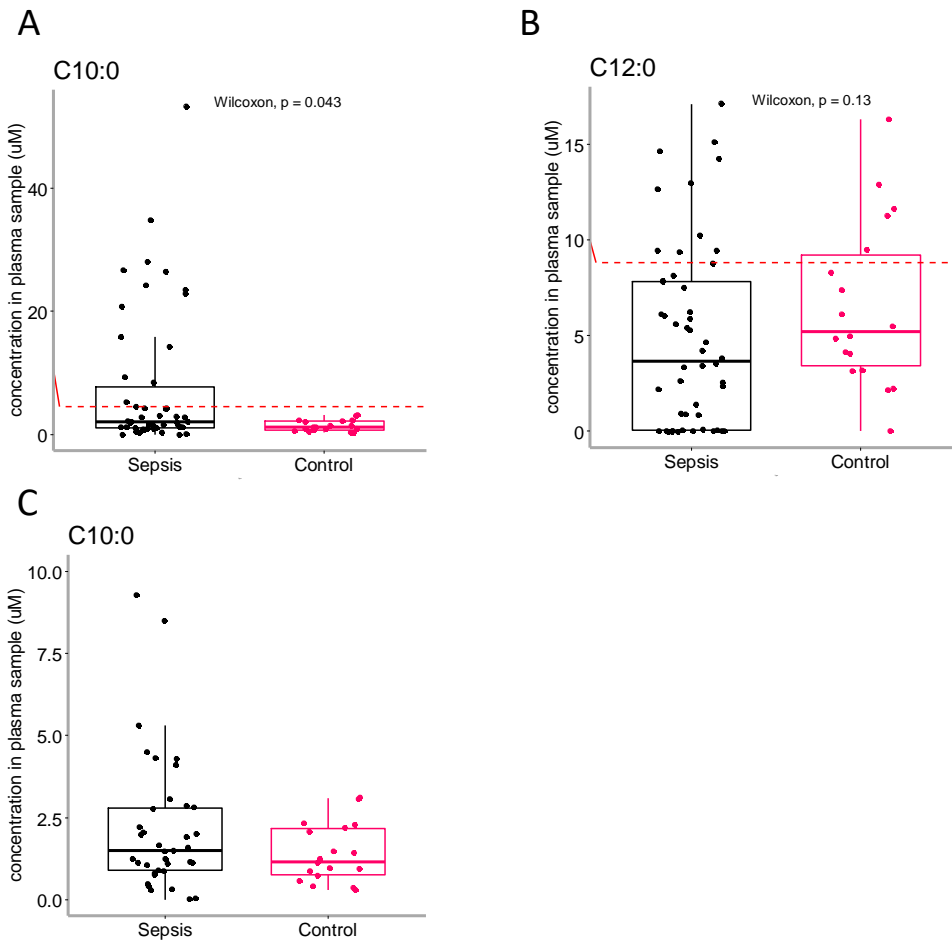 A
C10:0
Wilcoxon, p = 0.043
concentration in plasma sample (uM)
40
20
0
Sepsis
Control
B
C12:0
Wilcoxon, p = 0.13
concentration in plasma sample (uM)
15
10
5
0
Sepsis
Control
C
C10:0
concentration in plasma sample (uM)
10.0
7.5
5.0
2.5
0.0
Sepsis
Control